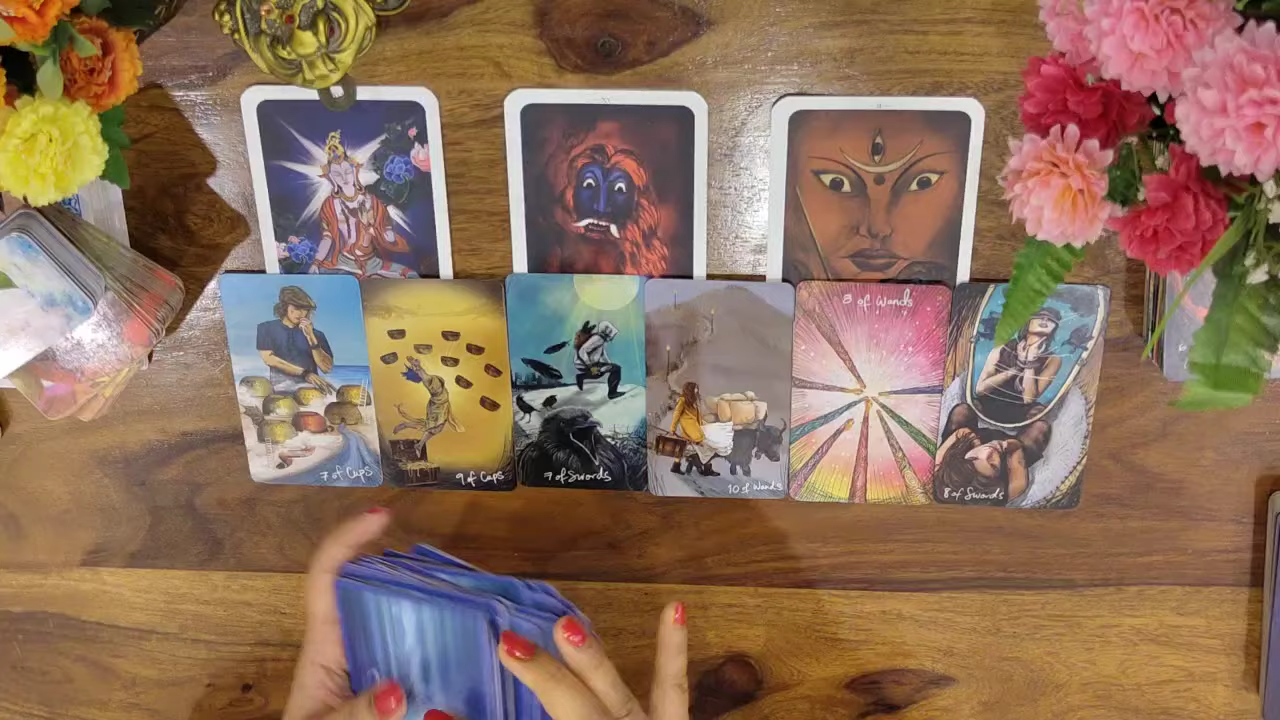 8 of Wands
7 of Cups
9 of Cups
7 of Swords
10 of Wands
8 of Swords